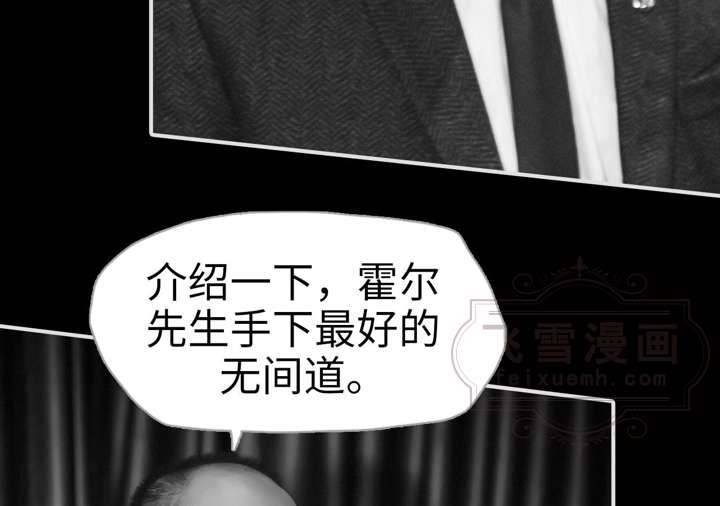 介绍一下，霍尔
先生手下最好的
无间道。
飞雪漫画
feixuemh.com